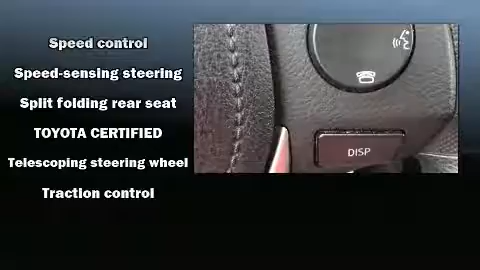 Speed control
Speed-sensing steering
Split folding rear seat
TOYOTA CERTIFIED
Telescoping steering wheel
Traction control
DISP